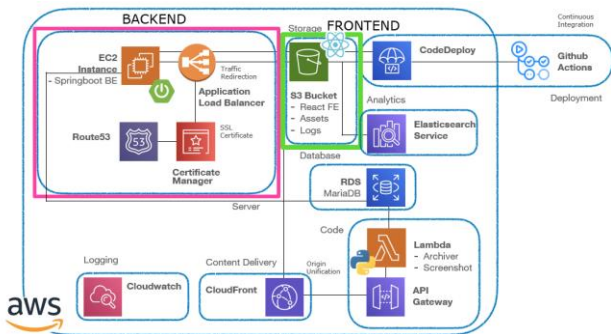 BACKEND
Storage
FRONTEND
Continuous
Integration
EC2
Instance
- Springboot BE
Traffic
Redirection
Application
Load Balancer
CodeDeploy
Github
Actions
S3 Bucket
- React FE
- Assets
- Logs
Deployment
Analytics
Elasticsearch
Service
Route53
53
SSL
Certificate
Certificate
Manager
Database
RDS
MariaDB
Server
Code
Lambda
- Archiver
- Screenshot
Logging
Cloudwatch
Content Delivery
CloudFront
Origin
Unification
API
Gateway
aws